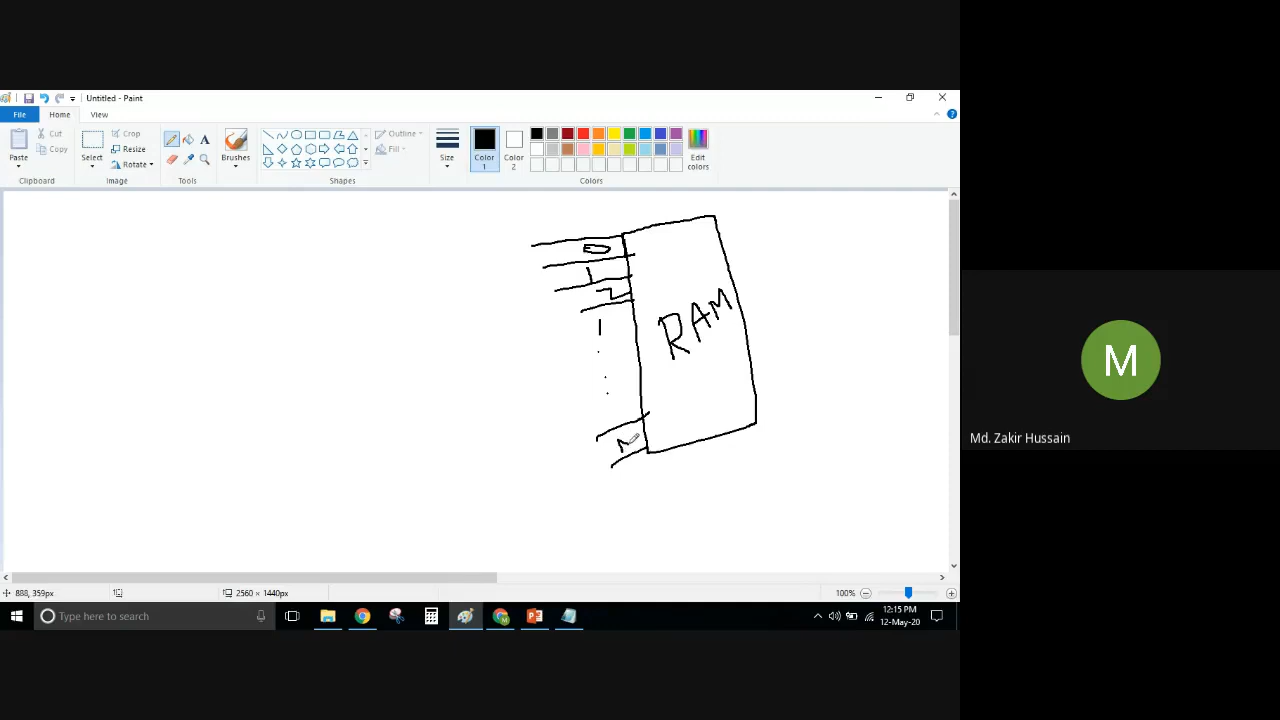 Untitled - Paint
File Home View
Paste
Cut
Copy
Clipboard
Select
Crop
Resize
Rotate
Image
Tools
Brushes
Shapes
Outline
Fill
Size
Color 1
Color 2
Edit colors
Colors
0
1
2
RAM
M
Md. Zakir Hussain
888, 359px
2560 × 1440px
100%
Type here to search
12:15 PM
12-May-20